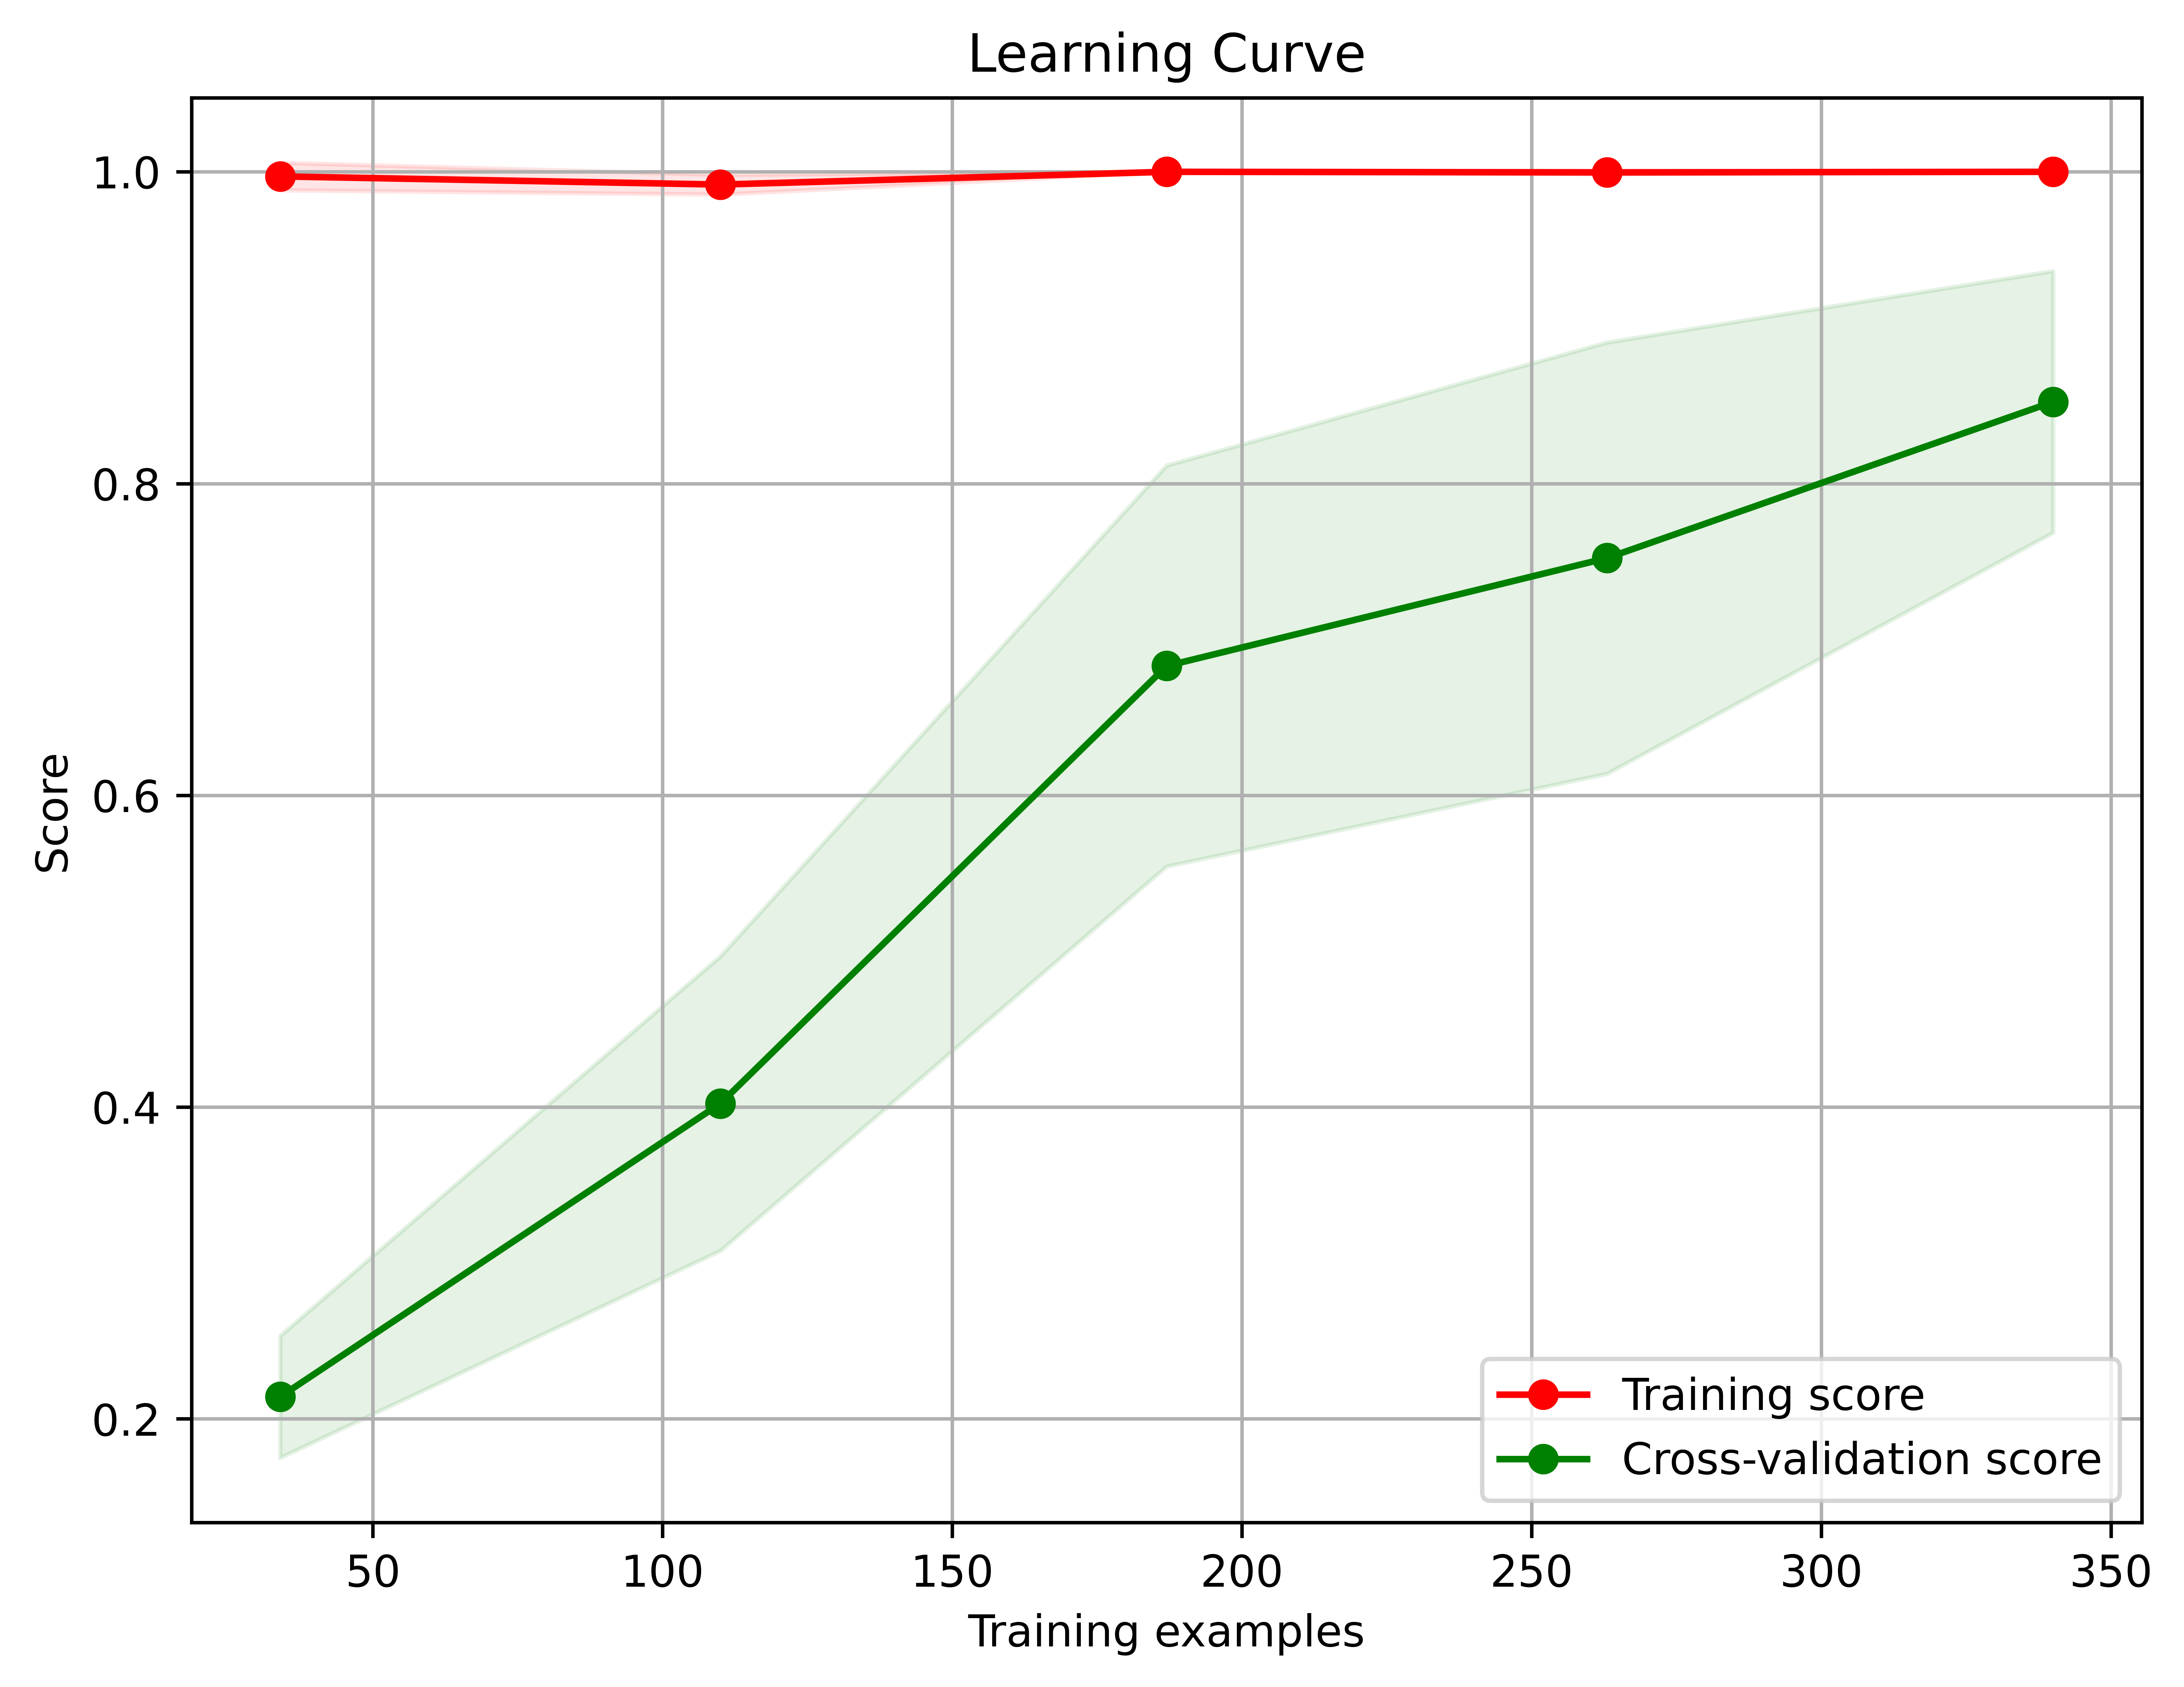 Learning Curve
1.0
0.8
0.6
0.4
0.2
Score
50 100 150 200 250 300 350
Training examples
Training score
Cross-validation score